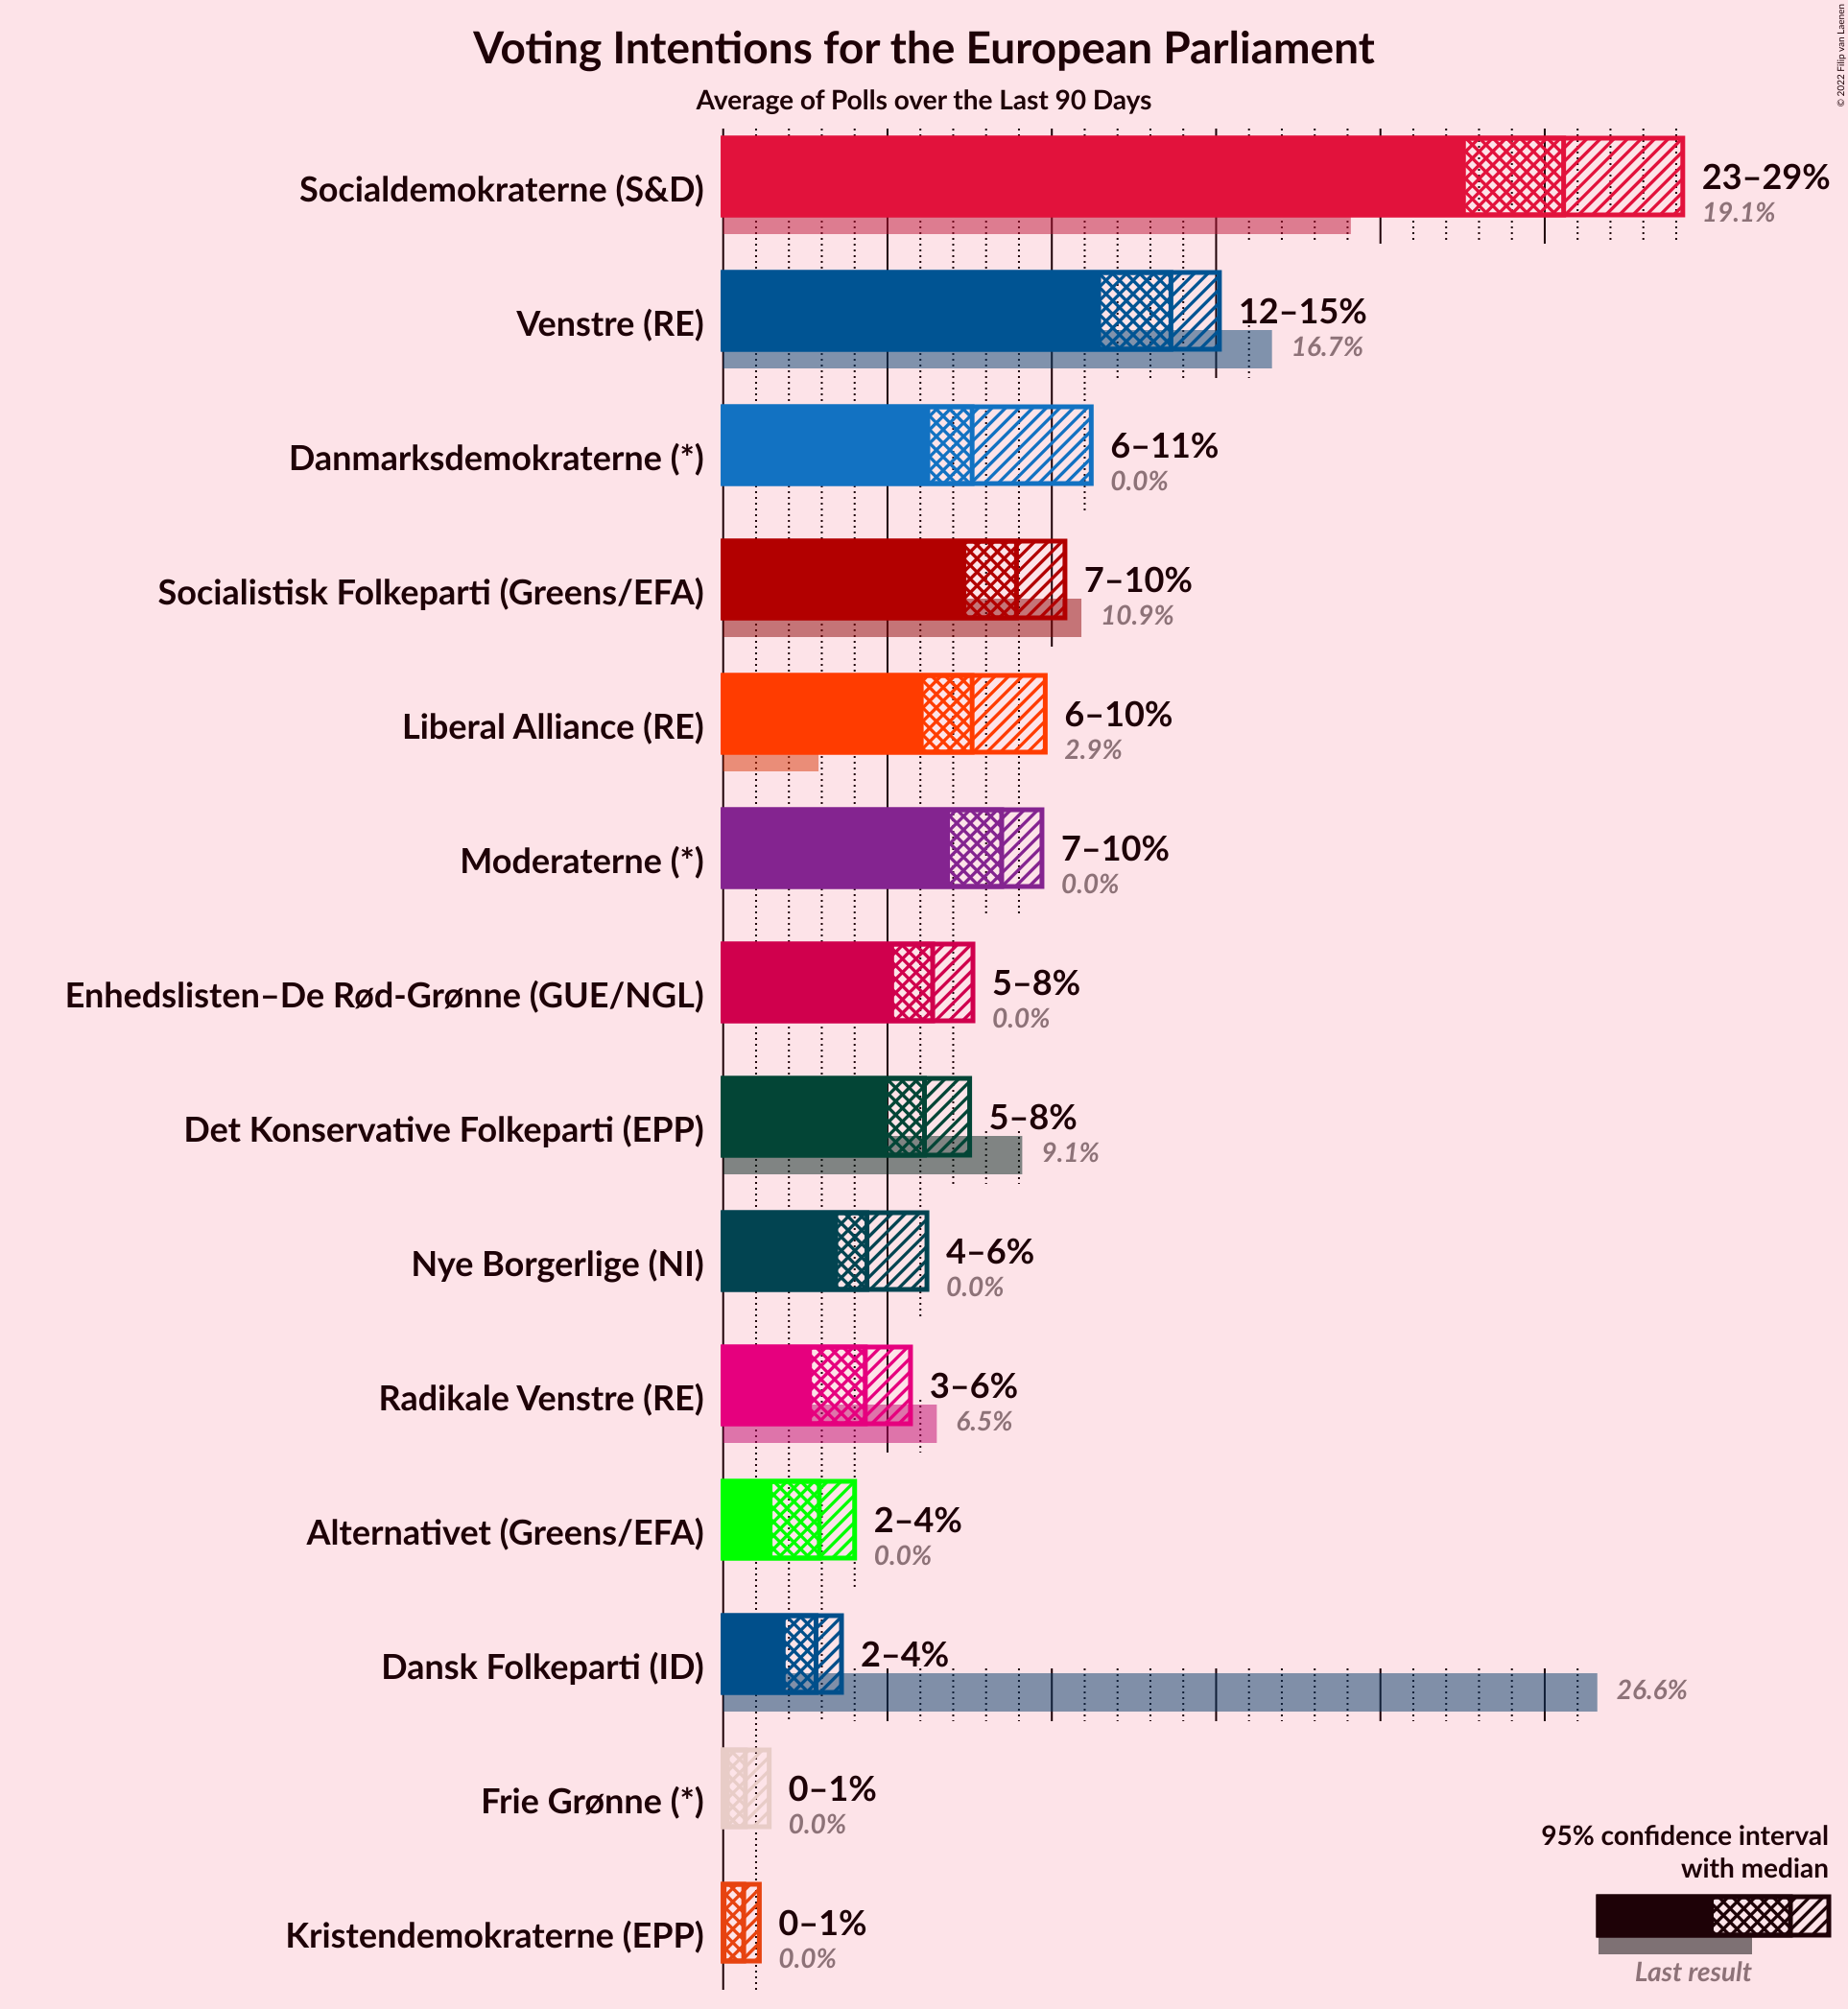 © 2022 Filip van Laenen
Voting Intentions for the European Parliament
Average of Polls over the Last 90 Days
Socialdemokraterne (S&D)
23–29%
19.1%
Venstre (RE)
12–15%
16.7%
Danmarksdemokraterne (*)
6–11%
0.0%
Socialistisk Folkeparti (Greens/EFA)
7–10%
10.9%
Liberal Alliance (RE)
6–10%
2.9%
Moderaterne (*)
7–10%
0.0%
Enhedslisten–De Rød-Grønne (GUE/NGL)
5–8%
0.0%
Det Konservative Folkeparti (EPP)
5–8%
9.1%
Nye Borgerlige (NI)
4–6%
0.0%
Radikale Venstre (RE)
3–6%
6.5%
Alternativet (Greens/EFA)
2–4%
0.0%
Dansk Folkeparti (ID)
2–4%
26.6%
Frie Grønne (*)
0–1%
0.0%
Kristendemokraterne (EPP)
0–1%
0.0%
95% confidence interval
with median
Last result